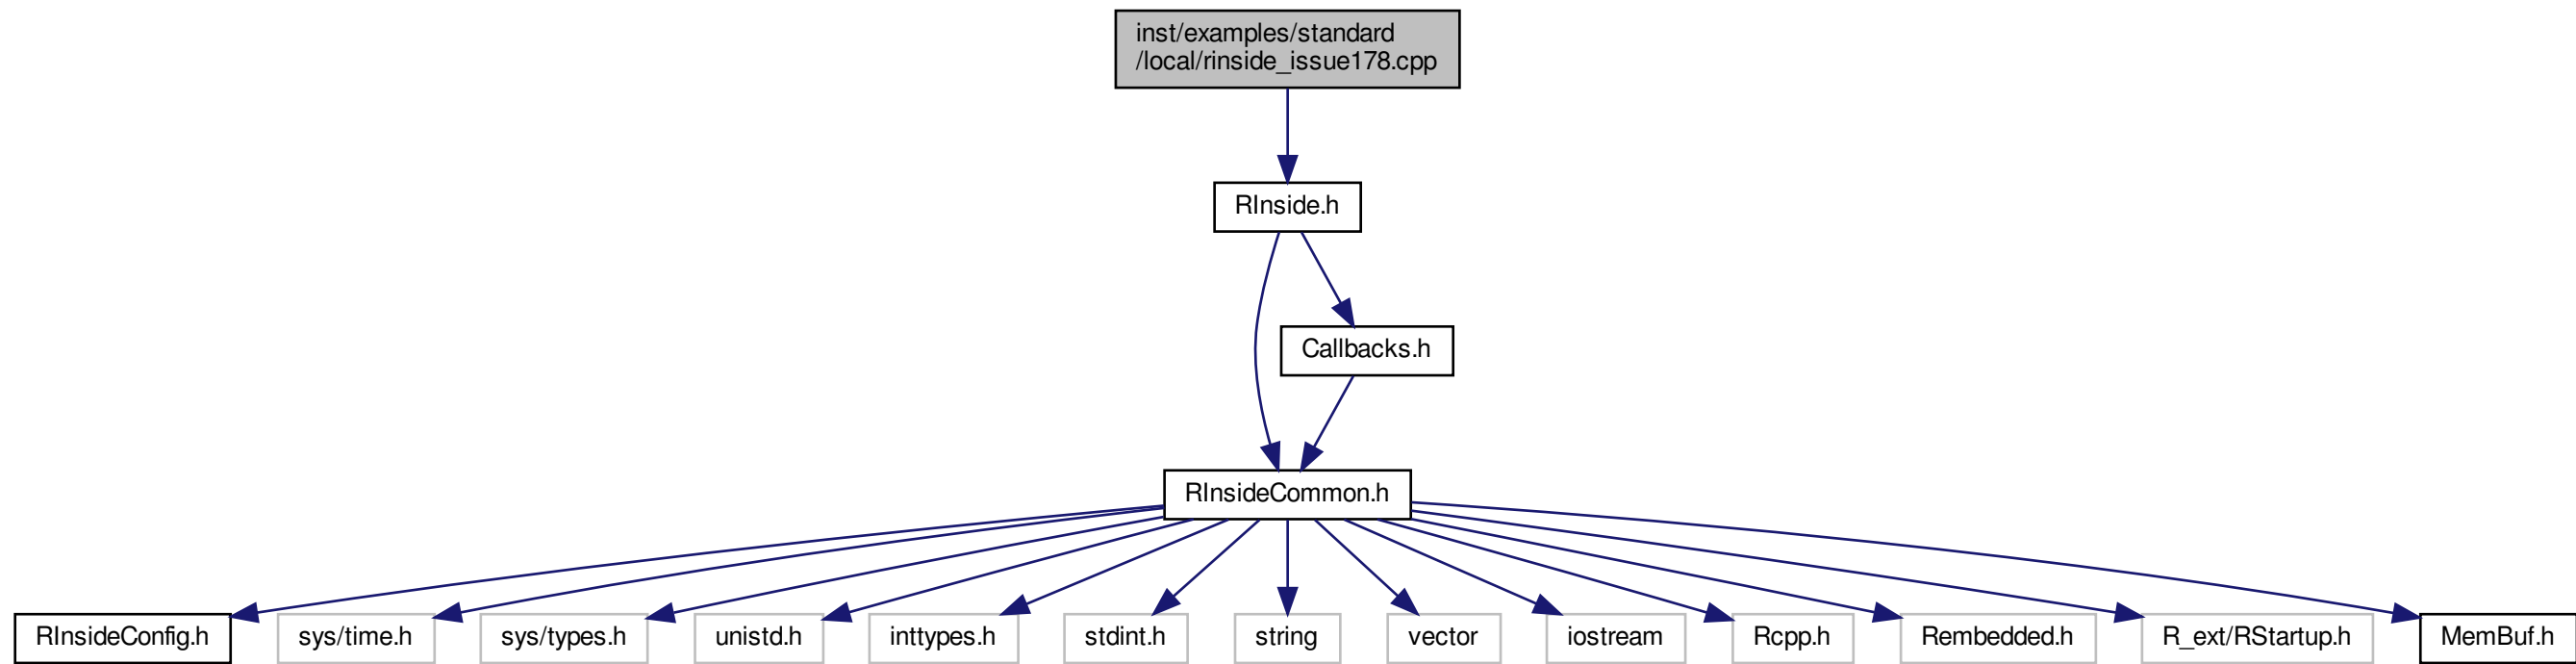 inst/examples/standard
/local/rinside_issue178.cpp
RInside.h
Callbacks.h
RInsideCommon.h
RInsideConfig.h
sys/time.h
sys/types.h
unistd.h
inttypes.h
stdint.h
string
vector
iostream
Rcpp.h
Rembedded.h
R_ext/RStartup.h
MemBuf.h